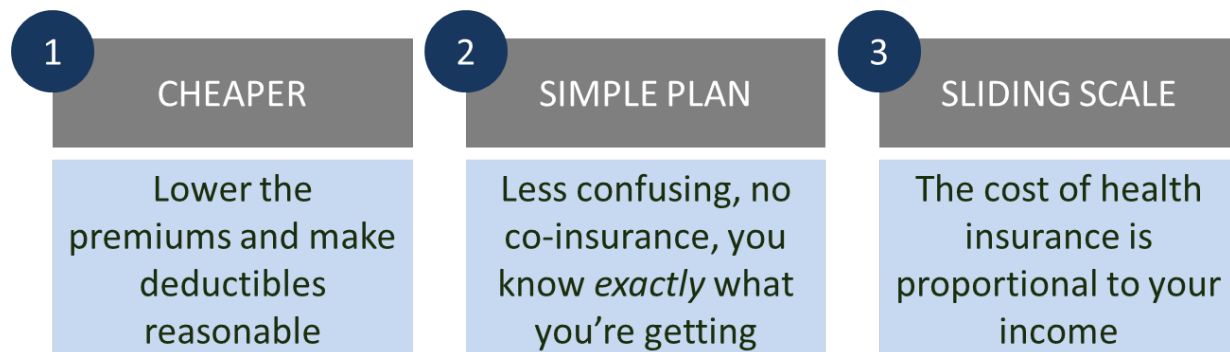 1
CHEAPER
Lower the
premiums and make
deductibles
reasonable
2
SIMPLE PLAN
Less confusing, no
co-insurance, you
know exactly what
you’re getting
3
SLIDING SCALE
The cost of health
insurance is
proportional to your
income